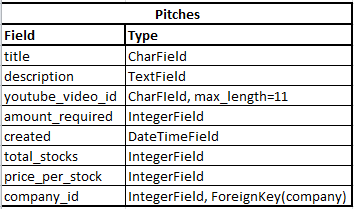 Pitches
Field Type
title CharField
description TextField
youtube_video_id CharField, max_length=11
amount_required IntegerField
created DateTimeField
total_stocks IntegerField
price_per_stock IntegerField
company_id IntegerField, ForeignKey(company)